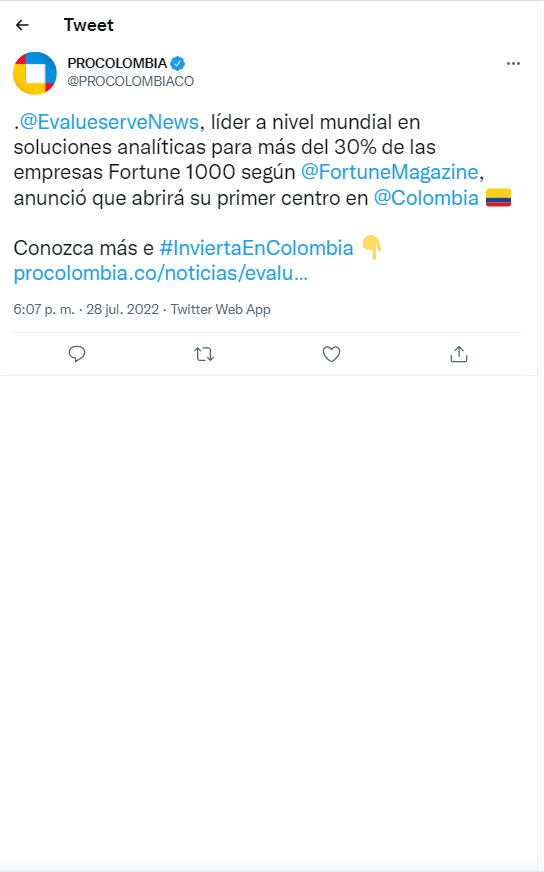 Tweet
PROCOLOMBIA
@PROCOLOMBIACO
.@EvalueserveNews, líder a nivel mundial en
soluciones analíticas para más del 30% de las
empresas Fortune 1000 según @FortuneMagazine,
anunció que abrirá su primer centro en @Colombia 🇨🇴
Conozca más e #InviertaEnColombia 👇
procolombia.co/noticias/evalu...
6:07 p. m. · 28 jul. 2022 · Twitter Web App